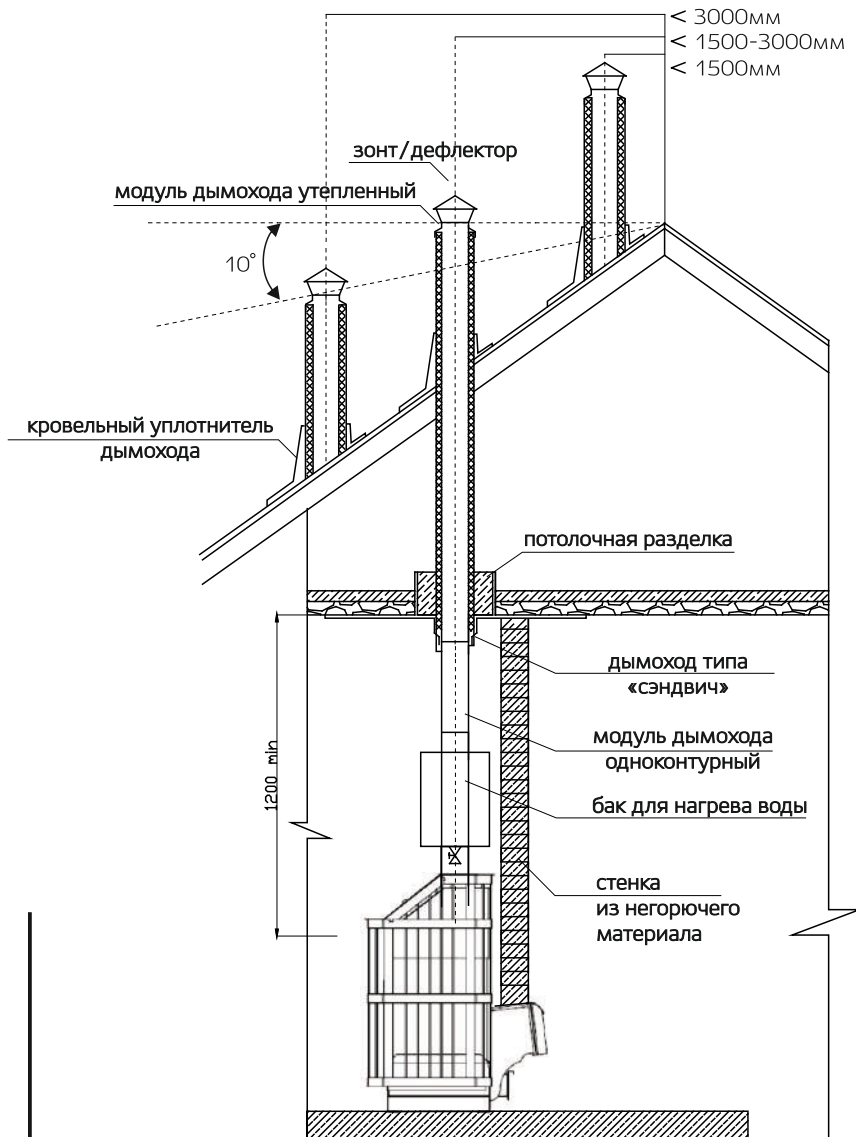 < 3000мм
< 1500-3000мм
< 1500мм
зонт/дефлектор
модуль дымохода утепленный
10°
кровельный уплотнитель
дымохода
потолочная разделка
дымоход типа
«сэндвич»
модуль дымохода
одноконтурный
1200 min
бак для нагрева воды
стенка
из негорючего
материала